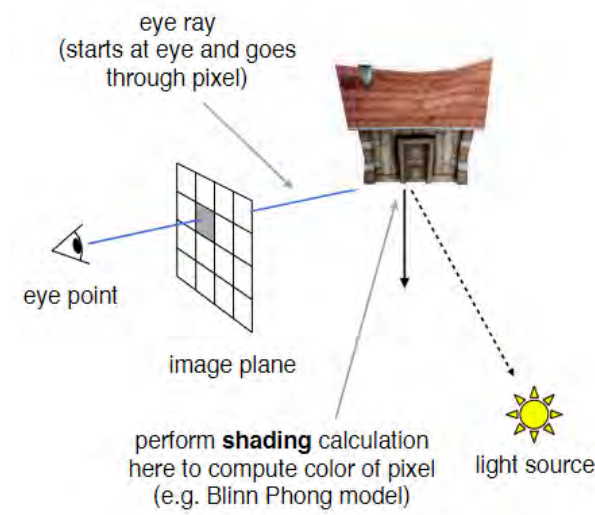 eye ray
(starts at eye and goes
through pixel)
eye point
image plane
perform shading calculation
here to compute color of pixel
(e.g. Blinn Phong model)
light source